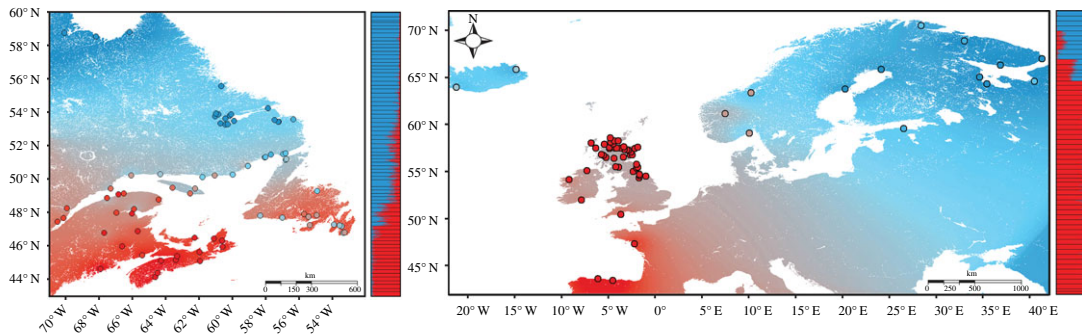 60° N
58° N
56° N
54° N
52° N
50° N
48° N
46° N
44° N
70° W
68° W
66° W
64° W
62° W
60° W
58° W
56° W
54° W
km
0 150 300 600
70° N
65° N
60° N
55° N
50° N
45° N
N
20° W
15° W
10° W
5° W
0° E
5° E
10° E
15° E
20° E
25° E
30° E
35° E
40° E
km
0 250 500 1000